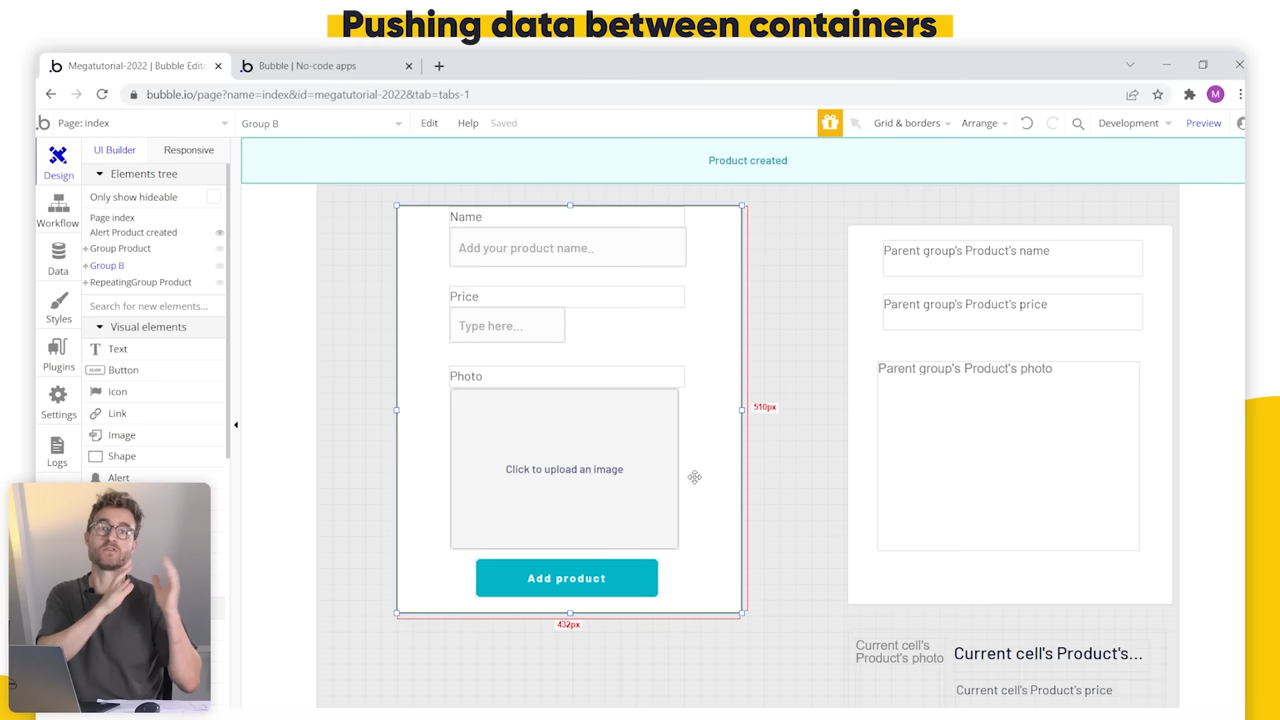 Pushing data between containers
Megatutorial-2022 | Bubble Edito
Bubble | No-code apps
bubble.io/page?name=index&id=megatutorial-2022&tab=tabs-1
M
Page: index
Group B
Edit
Help
Saved
Grid & borders
Arrange
Development
Preview
Design
Workflow
Data
Styles
Plugins
Settings
Logs
UI Builder
Responsive
Elements tree
Only show hideable
Page index
Alert Product created
Group Product
Group B
RepeatingGroup Product
Search for new elements...
Visual elements
Text
Button
Icon
Link
Image
Shape
Alert
Product created
Name
Add your product name..
Price
Type here...
Photo
Click to upload an image
Add product
510px
432px
Parent group's Product's name
Parent group's Product's price
Parent group's Product's photo
Current cell's
Product's photo
Current cell's Product's...
Current cell's Product's price